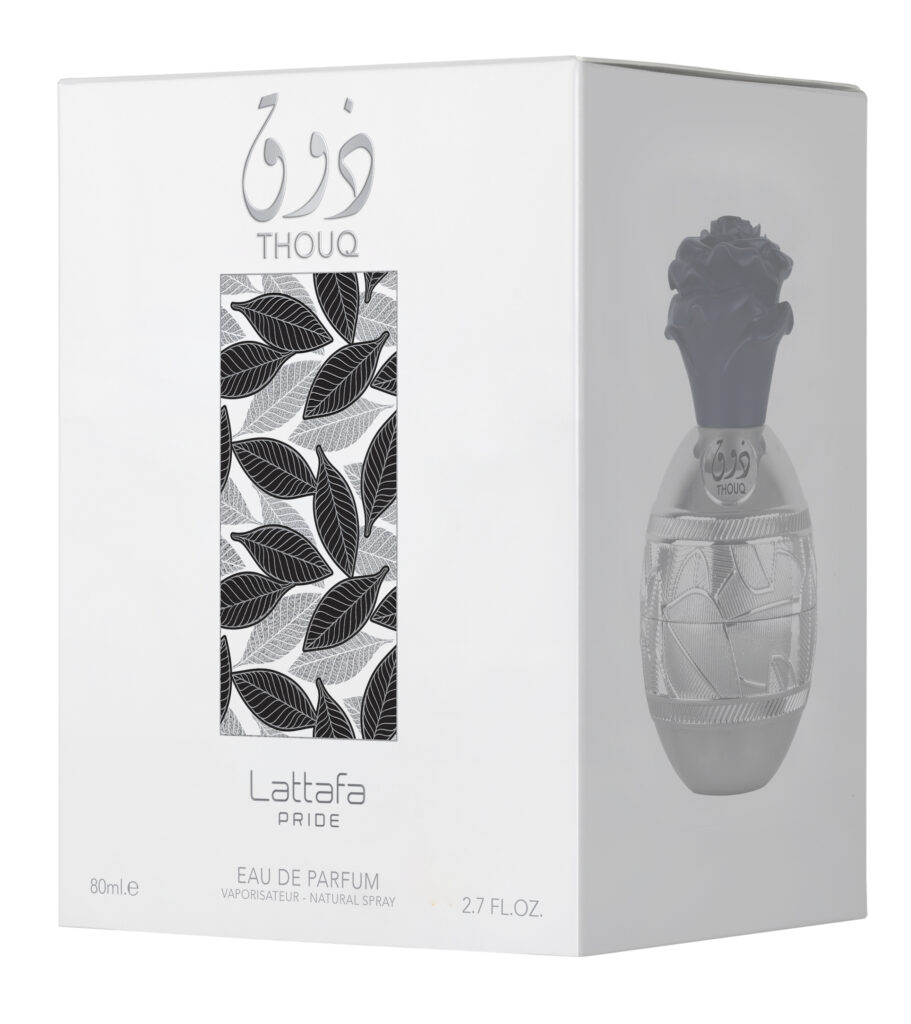 ذوق
THOUQ
Lattafa
PRIDE
EAU DE PARFUM
VAPORISATEUR - NATURAL SPRAY
80ml.e
2.7 FL.OZ.
ذوق
THOUQ